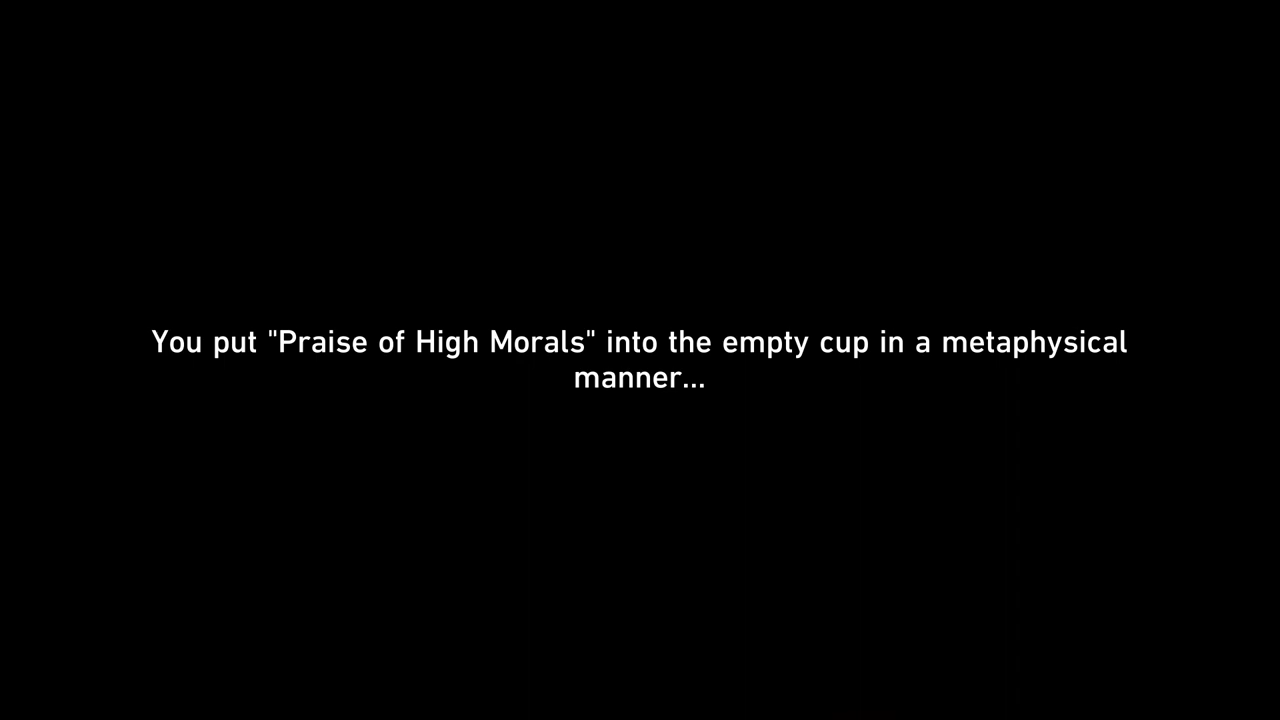 You put "Praise of High Morals" into the empty cup in a metaphysical
manner...